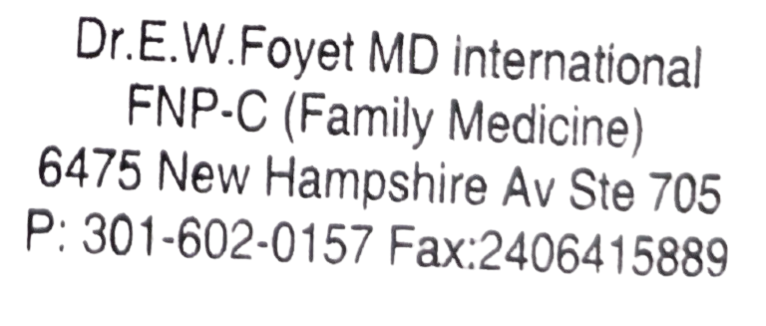 Dr.E.W.Foyet MD international
FNP-C (Family Medicine)
6475 New Hampshire Av Ste 705
P: 301-602-0157 Fax:2406415889